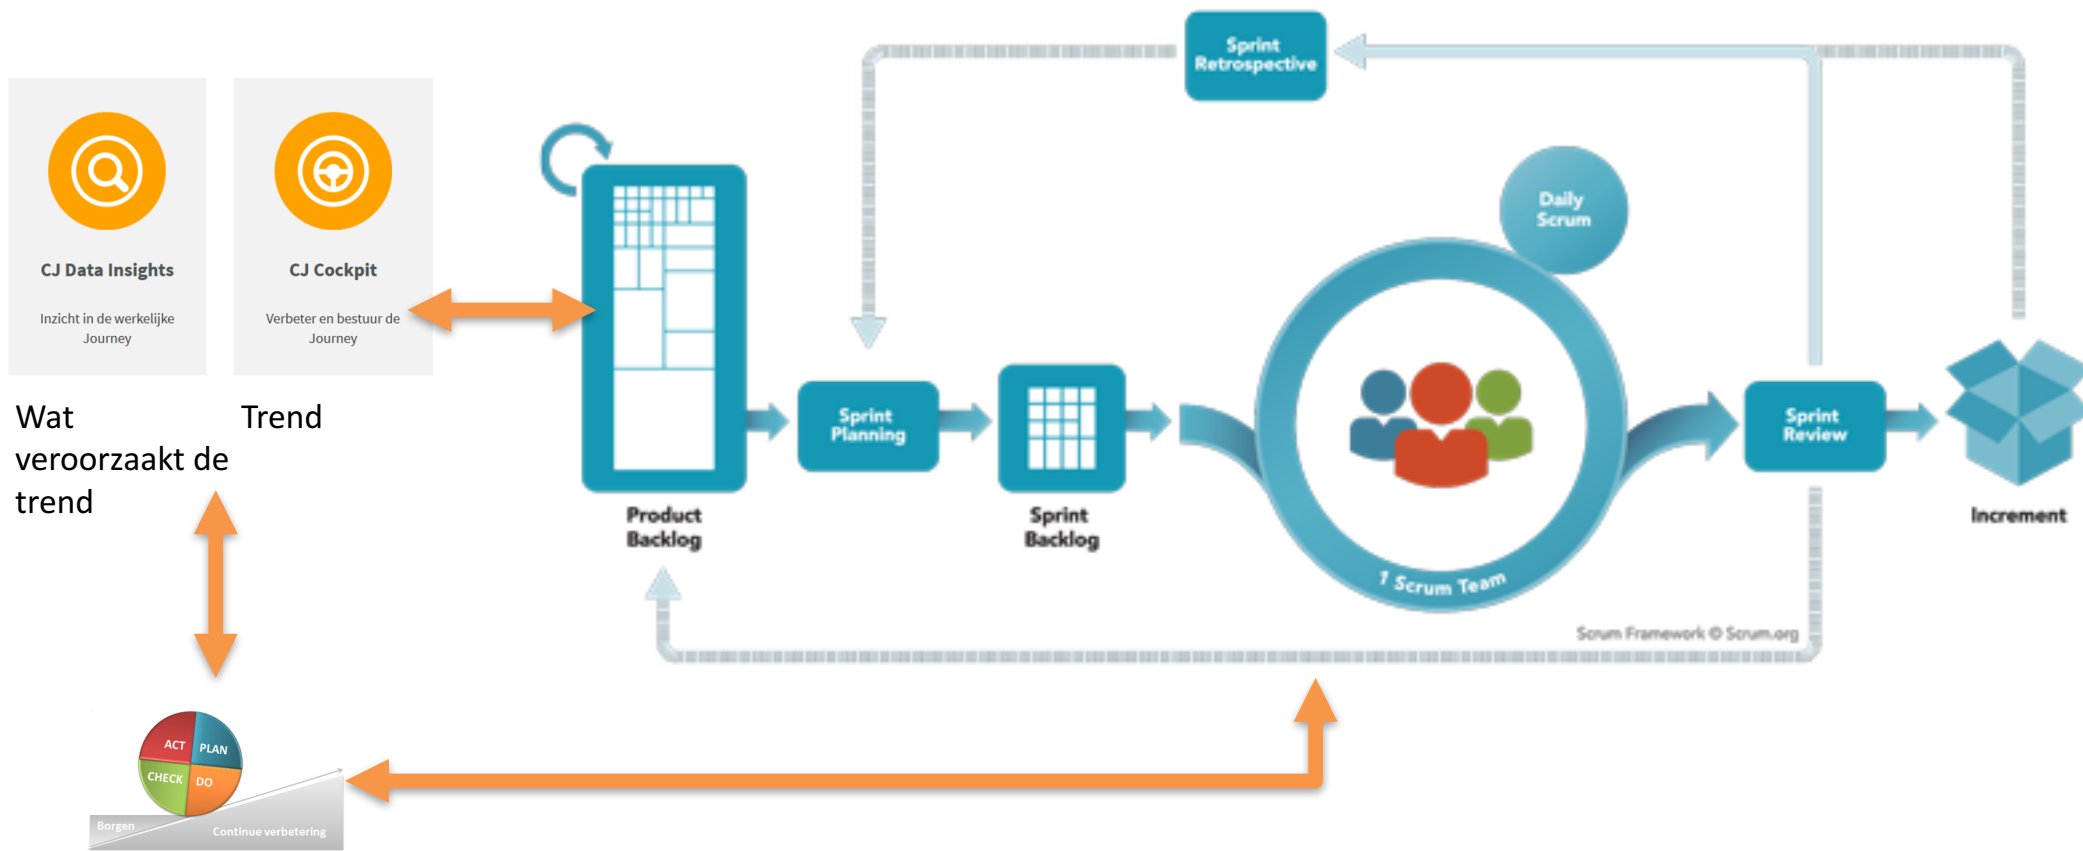 CJ Data Insights
Inzicht in de werkelijke
Journey
CJ Cockpit
Verbeter en bestuur de
Journey
Wat
veroorzaakt de
trend
Trend
Sprint
Retrospective
Daily
Scrum
Sprint
Planning
Sprint
Review
Product
Backlog
Sprint
Backlog
1 Scrum Team
Increment
Scrum Framework © Scrum.org
ACT
PLAN
CHECK
DO
Borgen
Continue verbetering